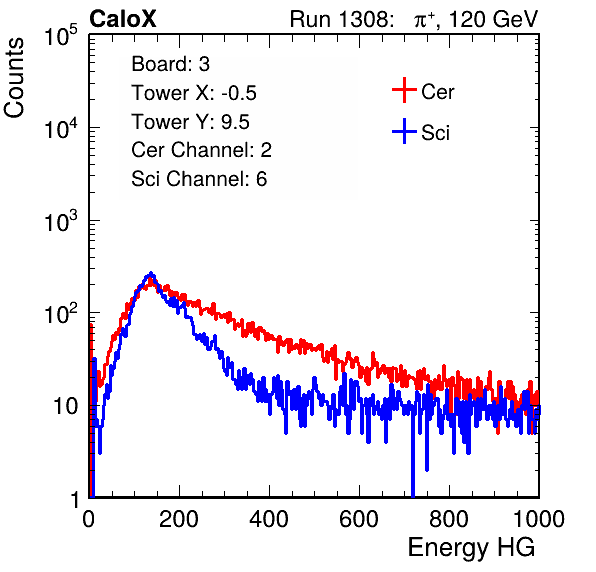 CaloX Run 1308: π⁺, 120 GeV
Counts
10⁵
10⁴
10³
10²
10
1
Board: 3
Tower X: -0.5
Tower Y: 9.5
Cer Channel: 2
Sci Channel: 6
Cer
Sci
0 200 400 600 800 1000
Energy HG